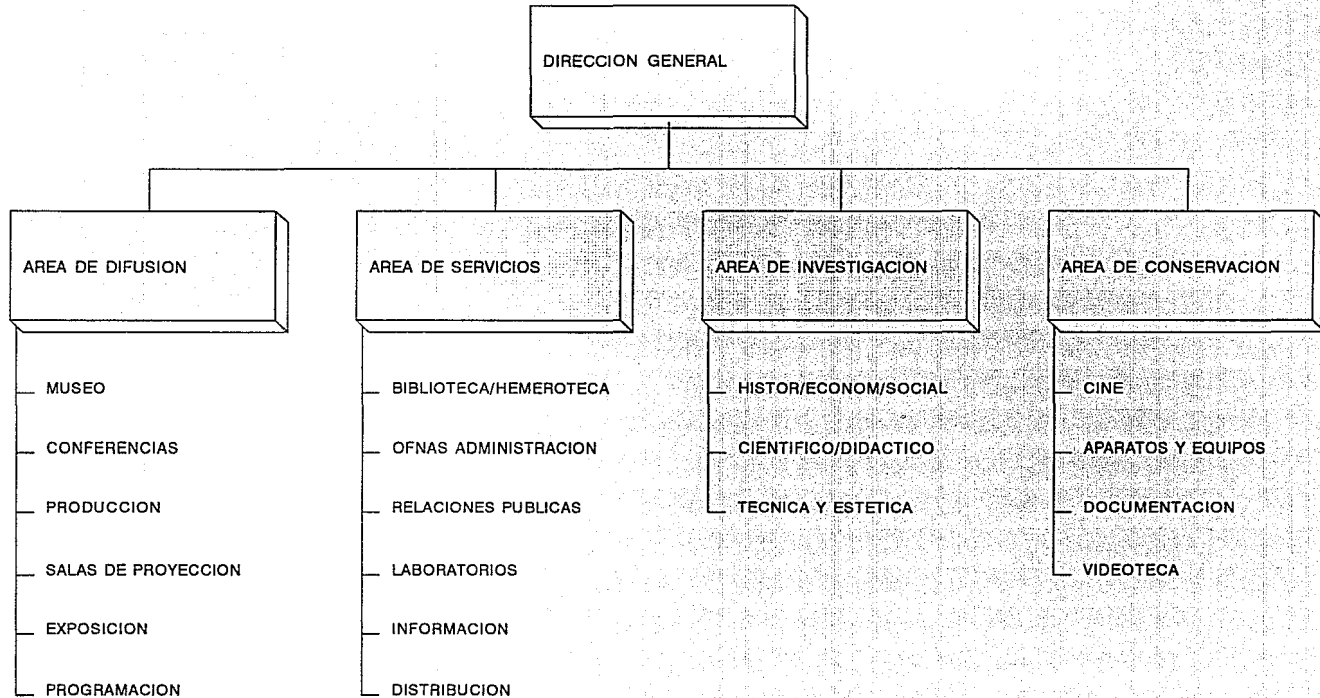 DIRECCION GENERAL
AREA DE DIFUSION
MUSEO
CONFERENCIAS
PRODUCCION
SALAS DE PROYECCION
EXPOSICION
PROGRAMACION
AREA DE SERVICIOS
BIBLIOTECA/HEMEROTECA
OFNAS ADMINISTRACION
RELACIONES PUBLICAS
LABORATORIOS
INFORMACION
DISTRIBUCION
AREA DE INVESTIGACION
HISTOR/ECONOM/SOCIAL
CIENTIFICO/DIDACTICO
TECNICA Y ESTETICA
AREA DE CONSERVACION
CINE
APARATOS Y EQUIPOS
DOCUMENTACION
VIDEOTECA